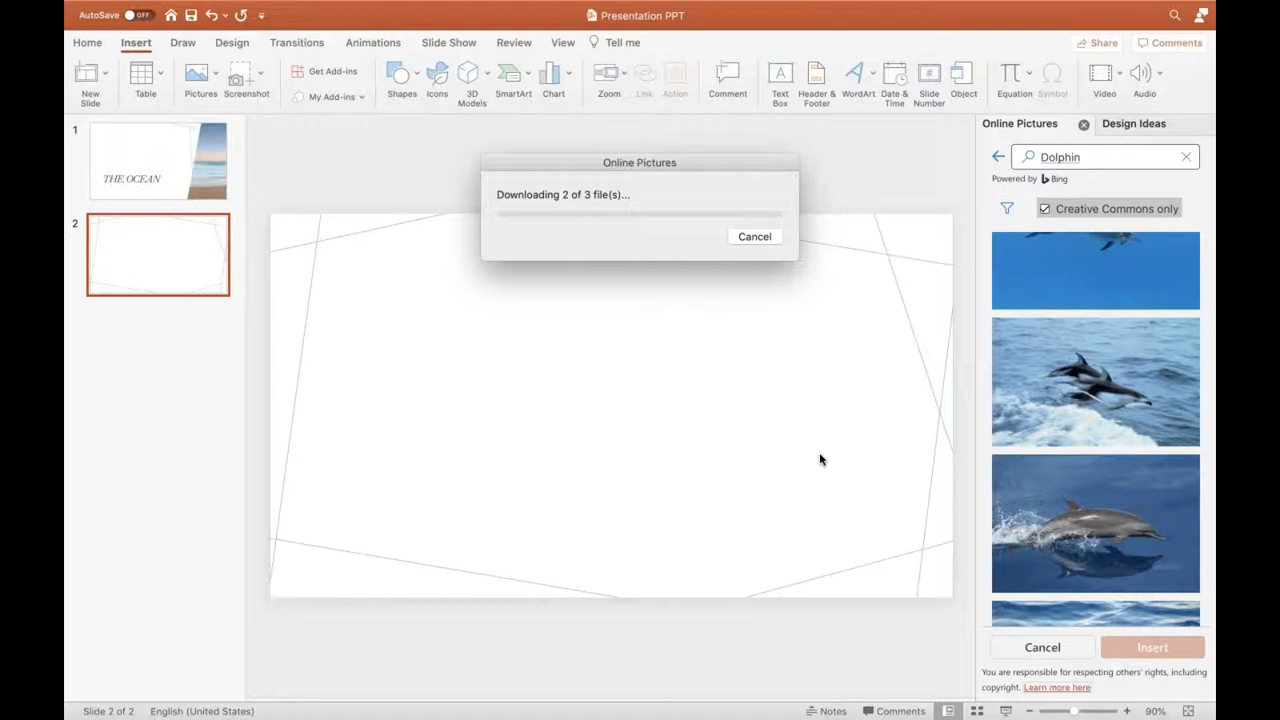 AutoSave OFF
Presentation PPT
Home Insert Draw Design Transitions Animations Slide Show Review View Tell me
Share Comments
New Slide
Table
Pictures
Screenshot
Get Add-ins
My Add-ins
Shapes
Icons
3D Models
SmartArt
Chart
Zoom
Link
Action
Comment
Text Box
Header & Footer
WordArt
Date & Time
Slide Number
Object
Equation
Symbol
Video
Audio
1
THE OCEAN
2
Online Pictures
Downloading 2 of 3 file(s)...
Cancel
Online Pictures Design Ideas
Dolphin
Powered by Bing
Creative Commons only
Cancel Insert
You are responsible for respecting others' rights, including
copyright. Learn more here
Slide 2 of 2 English (United States) Notes Comments 90%